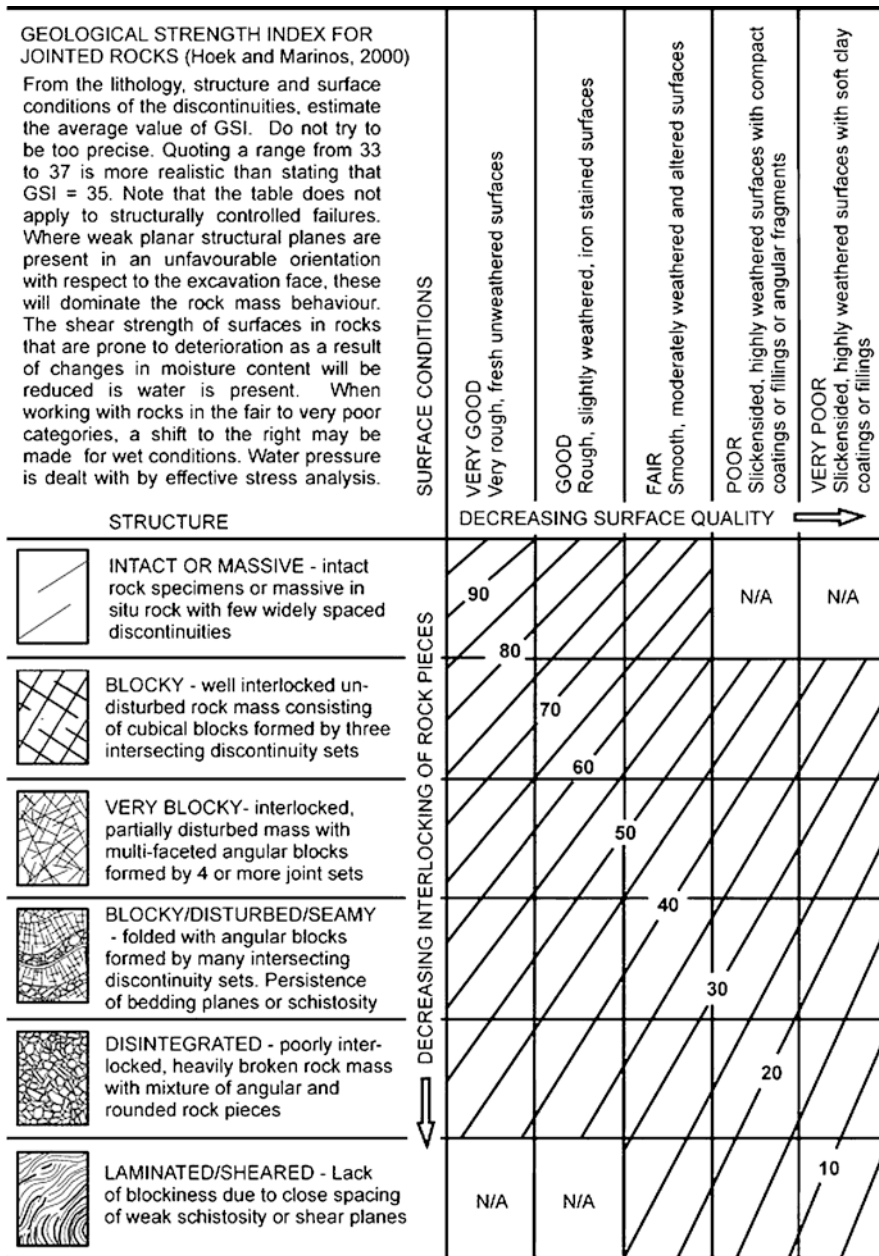 GEOLOGICAL STRENGTH INDEX FOR
JOINTED ROCKS (Hoek and Marinos, 2000)
From the lithology, structure and surface
conditions of the discontinuities, estimate
the average value of GSI. Do not try to
be too precise. Quoting a range from 33
to 37 is more realistic than stating that
GSI = 35. Note that the table does not
apply to structurally controlled failures.
Where weak planar structural planes are
present in an unfavourable orientation
with respect to the excavation face, these
will dominate the rock mass behaviour.
The shear strength of surfaces in rocks
that are prone to deterioration as a result
of changes in moisture content will be
reduced is water is present. When
working with rocks in the fair to very poor
categories, a shift to the right may be
made for wet conditions. Water pressure
is dealt with by effective stress analysis.
SURFACE CONDITIONS
VERY GOOD
Very rough, fresh unweathered surfaces
GOOD
Rough, slightly weathered, iron stained surfaces
FAIR
Smooth, moderately weathered and altered surfaces
POOR
Slickensided, highly weathered surfaces with compact
coatings or fillings or angular fragments
VERY POOR
Slickensided, highly weathered surfaces with soft clay
coatings or fillings
STRUCTURE
DECREASING SURFACE QUALITY
DECREASING INTERLOCKING OF ROCK PIECES
INTACT OR MASSIVE - intact
rock specimens or massive in
situ rock with few widely spaced
discontinuities
90
80
N/A
N/A
BLOCKY - well interlocked un-
disturbed rock mass consisting
of cubical blocks formed by three
intersecting discontinuity sets
70
60
VERY BLOCKY- interlocked,
partially disturbed mass with
multi-faceted angular blocks
formed by 4 or more joint sets
50
40
BLOCKY/DISTURBED/SEAMY
- folded with angular blocks
formed by many intersecting
discontinuity sets. Persistence
of bedding planes or schistosity
30
DISINTEGRATED - poorly inter-
locked, heavily broken rock mass
with mixture of angular and
rounded rock pieces
20
LAMINATED/SHEARED - Lack
of blockiness due to close spacing
of weak schistosity or shear planes
N/A
N/A
10